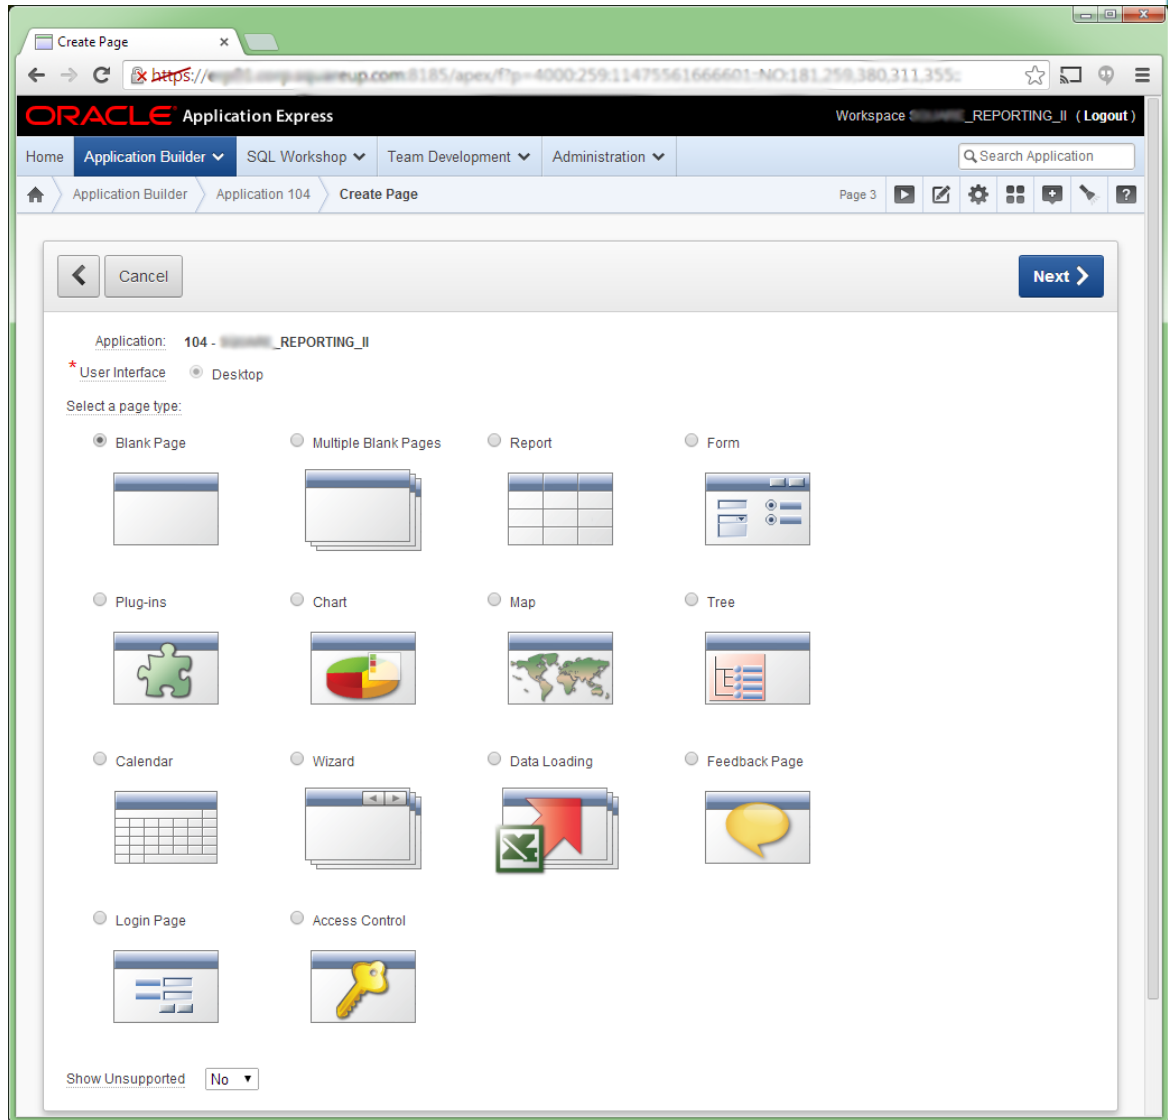 Create Page
https://
eup.com:8185/apex/f?p=4000:259:11475561666601::NO:181,259,380,311,355::
ORACLE Application Express
Workspace _REPORTING_II ( Logout )
Home Application Builder SQL Workshop Team Development Administration Search Application
Application Builder Application 104 Create Page Page 3
Cancel Next
Application: 104 - _REPORTING_II
* User Interface Desktop
Select a page type:
Blank Page Multiple Blank Pages Report Form
Plug-ins Chart Map Tree
Calendar Wizard Data Loading Feedback Page
Login Page Access Control
Show Unsupported No